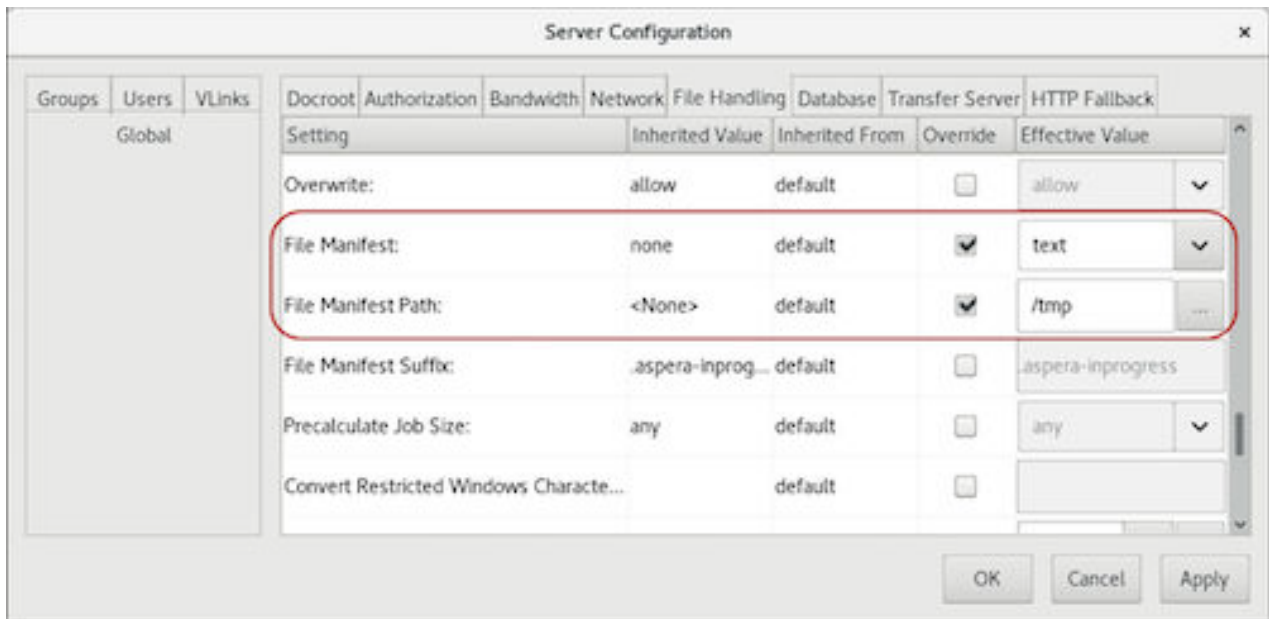 Server Configuration ×
Groups Users VLinks Docroot Authorization Bandwidth Network File Handling Database Transfer Server HTTP Fallback
Global Setting Inherited Value Inherited From Override Effective Value
Overwrite: allow default allow
File Manifest: none default text
File Manifest Path: <None> default /tmp ...
File Manifest Suffix: .aspera-inprog... default .aspera-inprogress
Precalculate Job Size: any default any
Convert Restricted Windows Characte... default
OK Cancel Apply